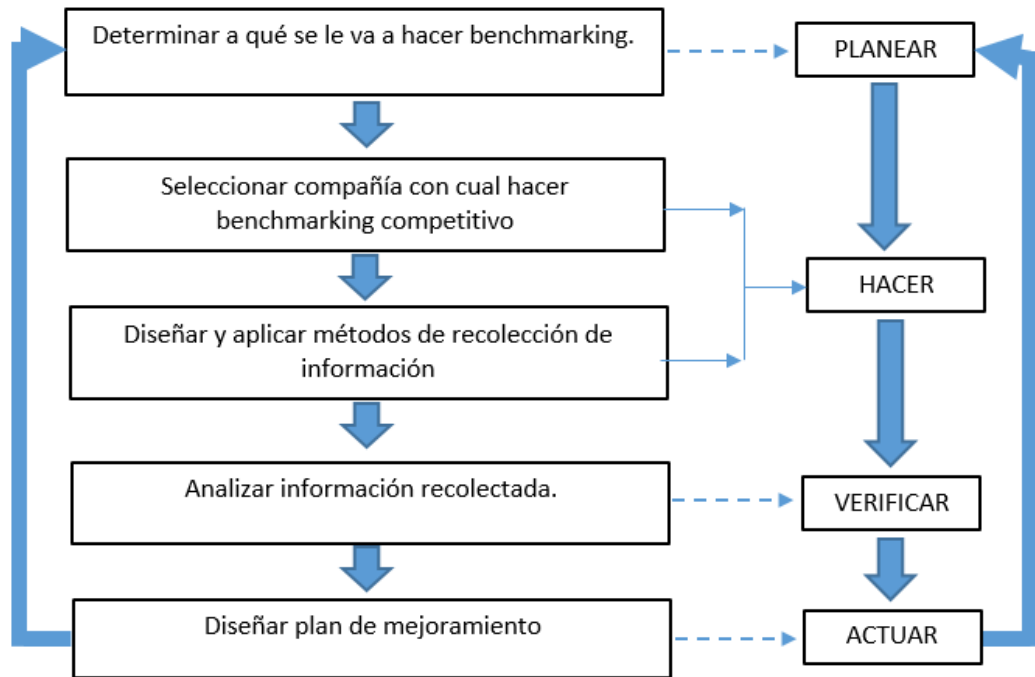 Determinar a qué se le va a hacer benchmarking.
PLANEAR
Seleccionar compañía con cual hacer
benchmarking competitivo
HACER
Diseñar y aplicar métodos de recolección de
información
Analizar información recolectada.
VERIFICAR
Diseñar plan de mejoramiento
ACTUAR